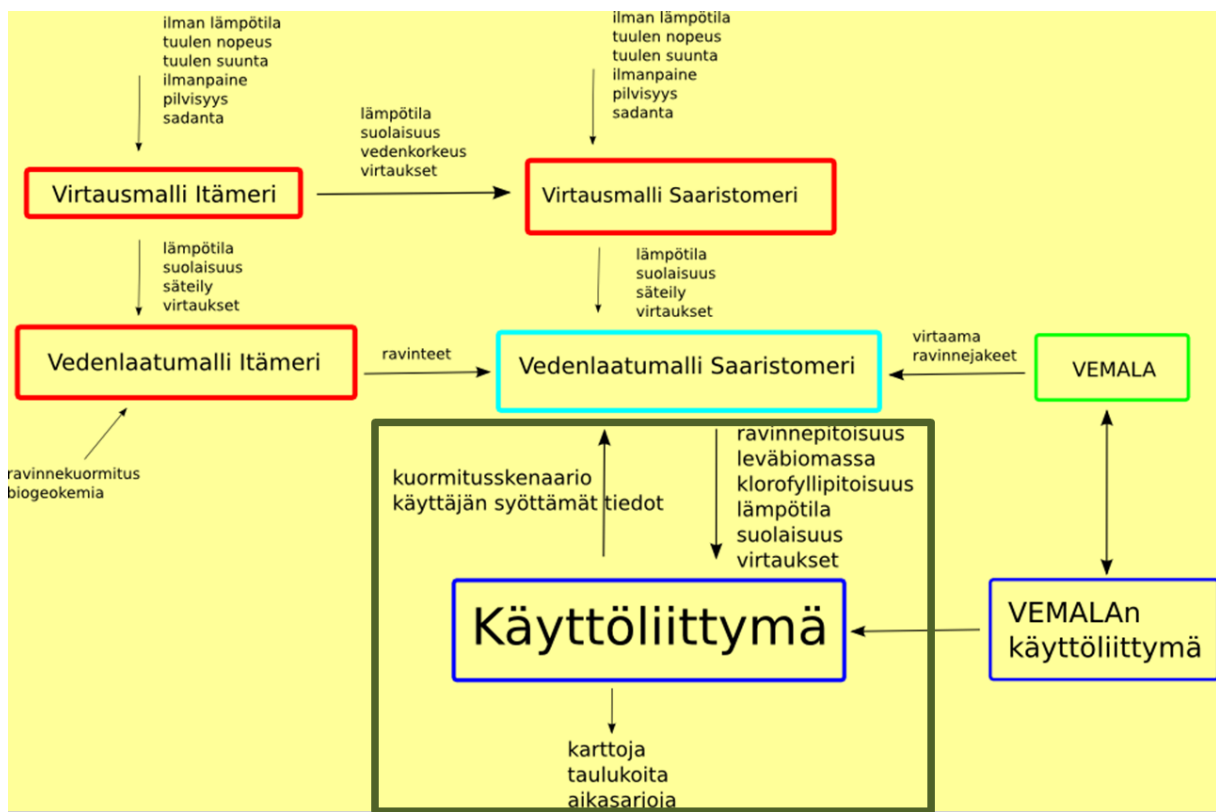 ilman lämpötila
tuulen nopeus
tuulen suunta
ilmanpaine
pilvisyys
sadanta
ilman lämpötila
tuulen nopeus
tuulen suunta
ilmanpaine
pilvisyys
sadanta
lämpötila
suolaisuus
vedenkorkeus
virtaukset
Virtausmalli Itämeri
Virtausmalli Saaristomeri
lämpötila
suolaisuus
säteily
virtaukset
lämpötila
suolaisuus
säteily
virtaukset
Vedenlaatumalli Itämeri
ravinteet
Vedenlaatumalli Saaristomeri
virtaama
ravinnejakeet
VEMALA
ravinnekuormitus
biogeokemia
kuormitusskenaario
käyttäjän syöttämät tiedot
ravinnepitoisuus
leväbiomassa
klorofyllipitoisuus
lämpötila
suolaisuus
virtaukset
Käyttöliittymä
VEMALAn
käyttöliittymä
karttoja
taulukoita
aikasarjoja